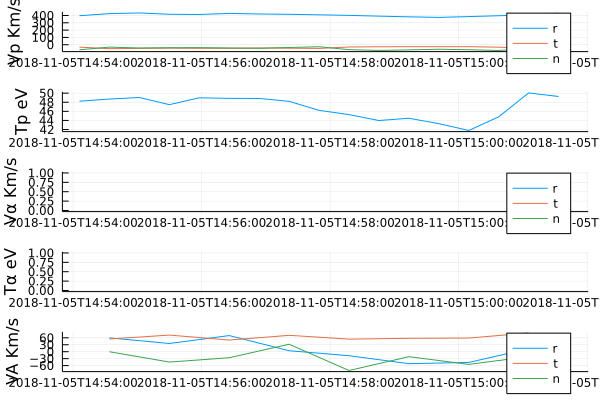 Vp Km/s
400
300
200
100
0
r
t
n
2018-11-05T14:54:00 2018-11-05T14:56:00 2018-11-05T14:58:00 2018-11-05T15:00:00 -05T
Tp eV
50
48
46
44
42
2018-11-05T14:54:00 2018-11-05T14:56:00 2018-11-05T14:58:00 2018-11-05T15:00:00 2018-11-05T
Vα Km/s
1.00
0.75
0.50
0.25
0.00
r
t
n
2018-11-05T14:54:00 2018-11-05T14:56:00 2018-11-05T14:58:00 2018-11-05T15:00: -05T
Tα eV
1.00
0.75
0.50
0.25
0.00
2018-11-05T14:54:00 2018-11-05T14:56:00 2018-11-05T14:58:00 2018-11-05T15:00:00 2018-11-05T
VA Km/s
60
30
0
−30
−60
r
t
n
2018-11-05T14:54:00 2018-11-05T14:56:00 2018-11-05T14:58:00 2018-11-05T15:00: -05T